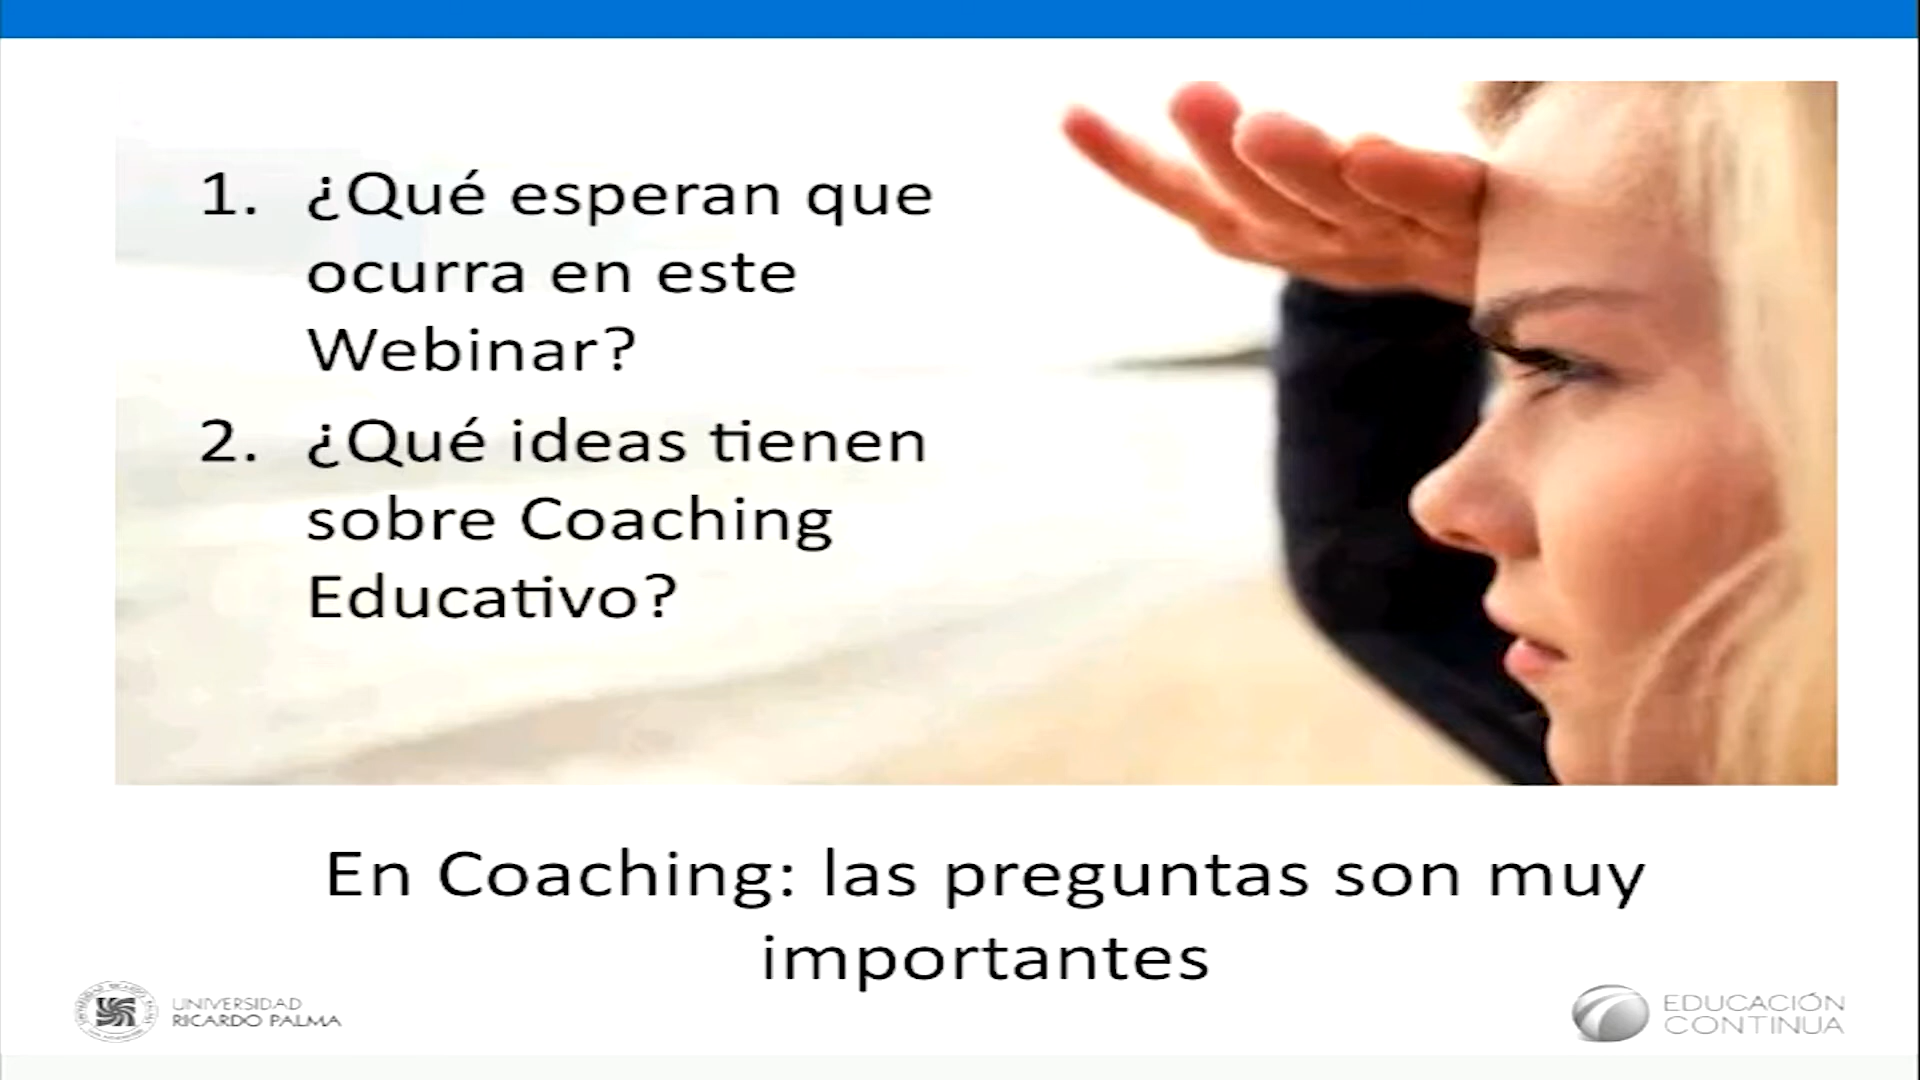 1. ¿Qué esperan que
ocurra en este
Webinar?
2. ¿Qué ideas tienen
sobre Coaching
Educativo?
En Coaching: las preguntas son muy
importantes
UNIVERSIDAD
RICARDO PALMA
EDUCACIÓN
CONTINUA